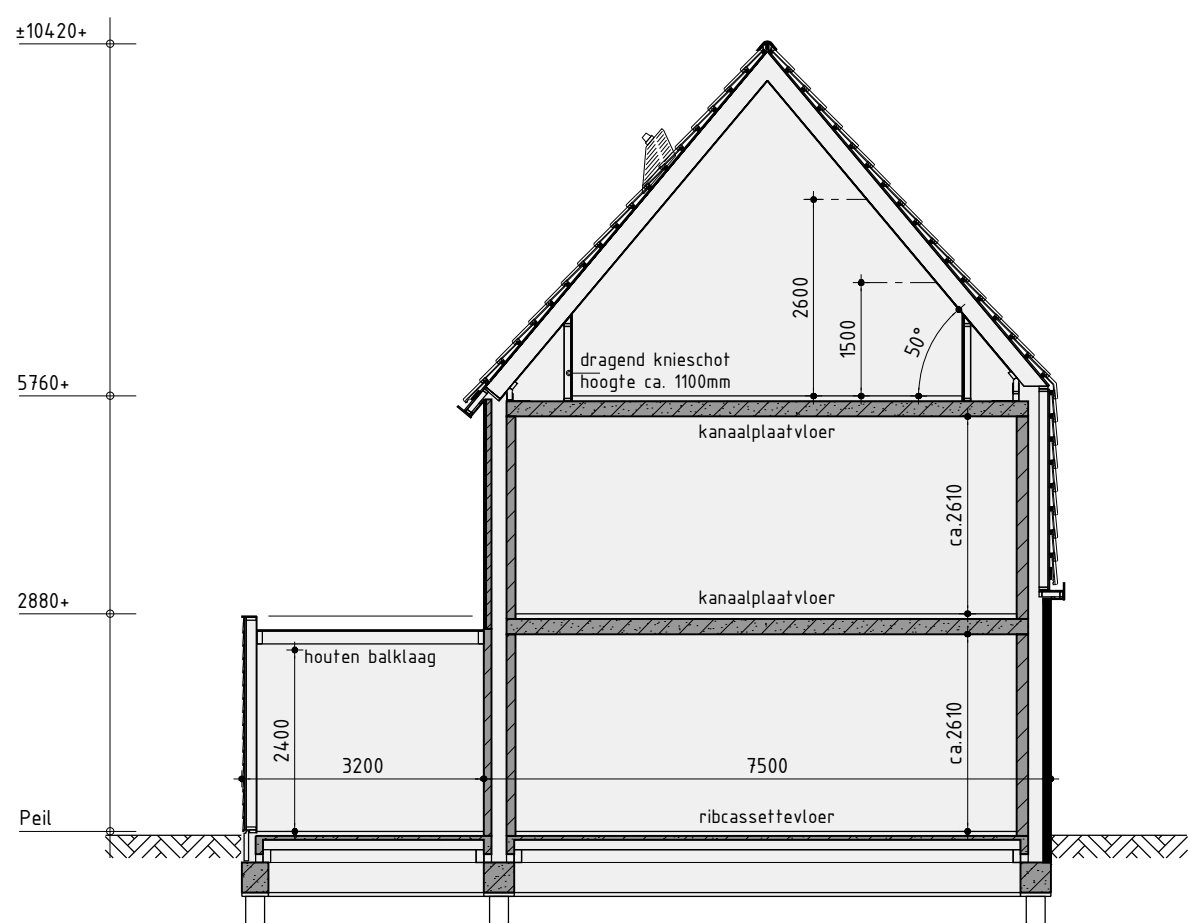 ±10420+
2600
1500
50°
dragend knieschot
hoogte ca. 1100mm
5760+
kanaalplaatvloer
ca.2610
kanaalplaatvloer
2880+
houten balklaag
2400
ca.2610
3200
7500
Peil
ribcassettevloer